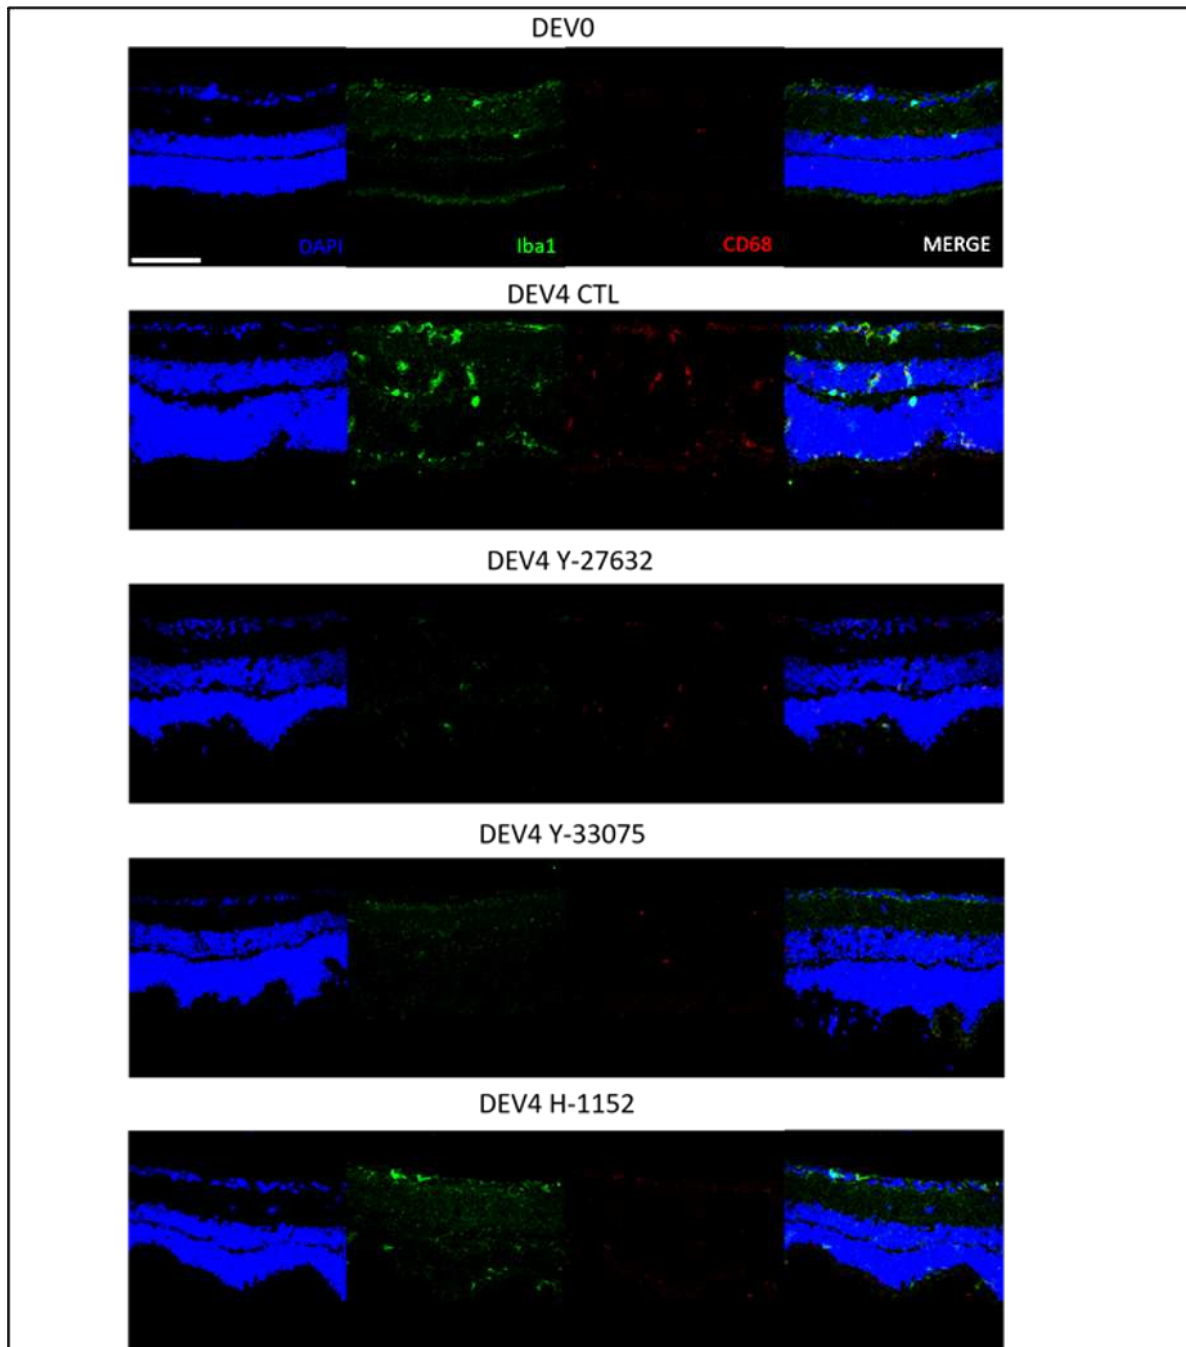 DEV0
DAPI Iba1 CD68 MERGE
DEV4 CTL
DEV4 Y-27632
DEV4 Y-33075
DEV4 H-1152